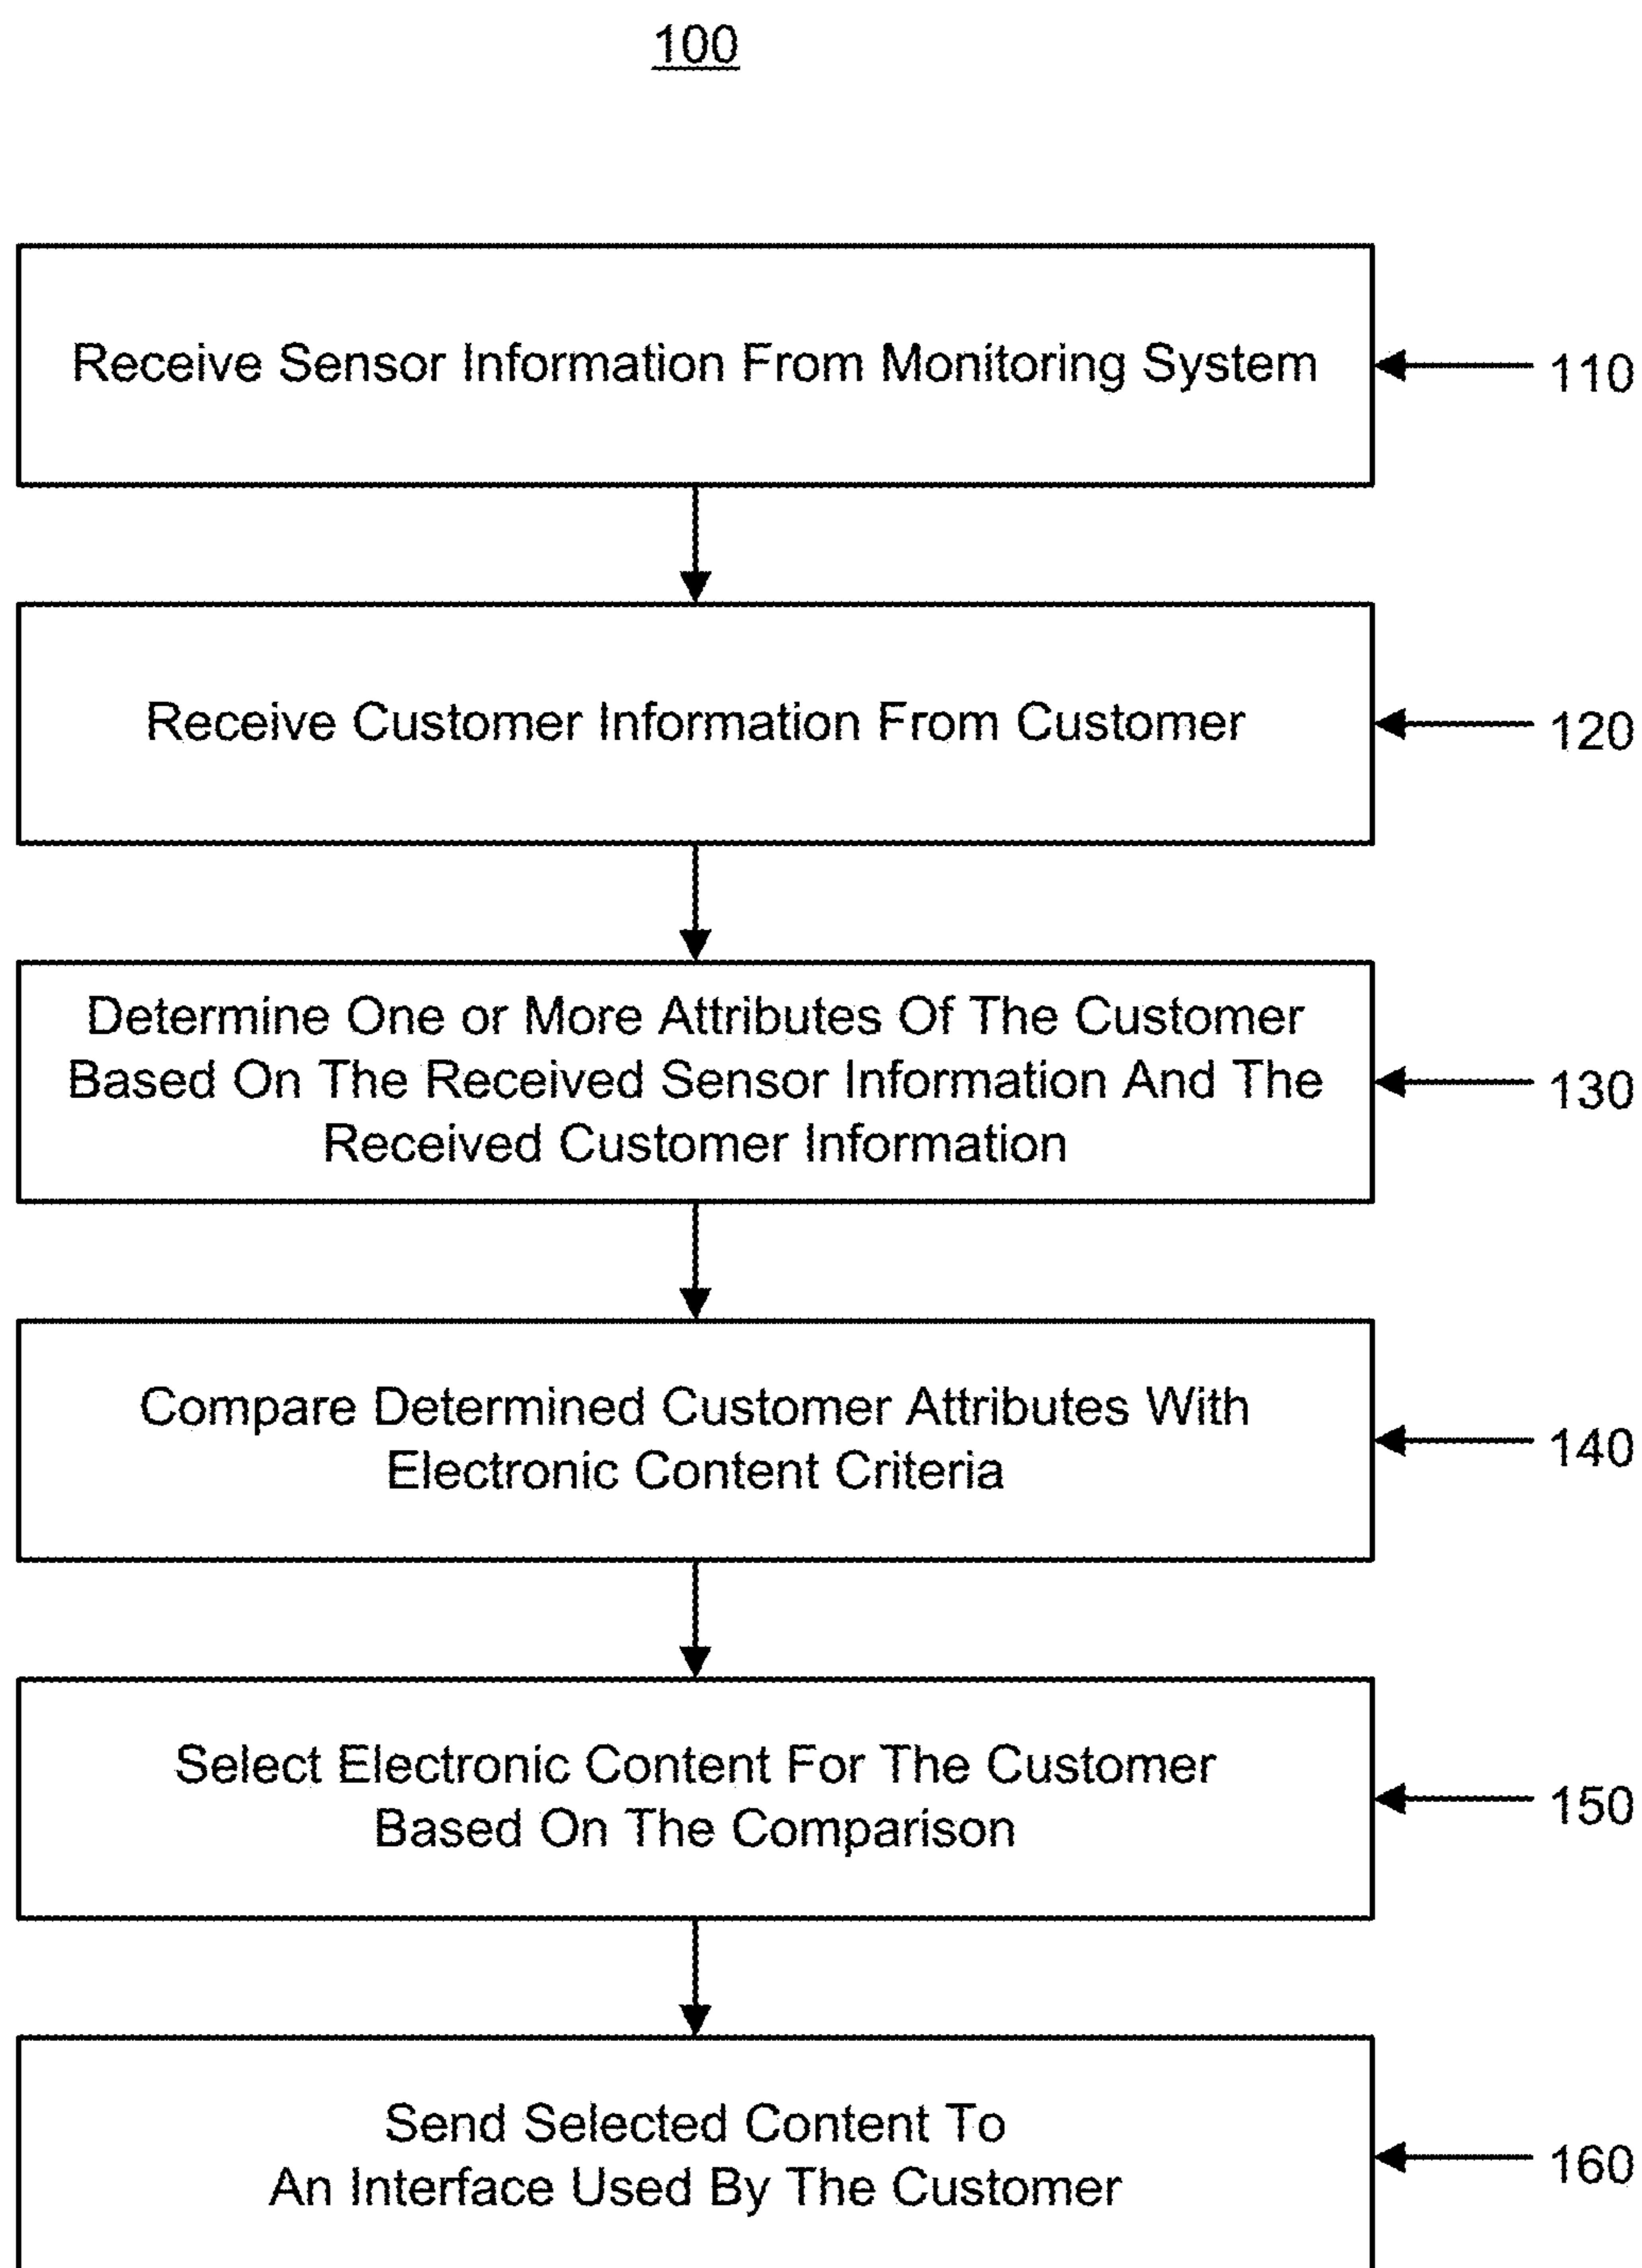 100
Receive Sensor Information From Monitoring System
110
Receive Customer Information From Customer
120
Determine One or More Attributes Of The Customer
Based On The Received Sensor Information And The
Received Customer Information
130
Compare Determined Customer Attributes With
Electronic Content Criteria
140
Select Electronic Content For The Customer
Based On The Comparison
150
Send Selected Content To
An Interface Used By The Customer
160